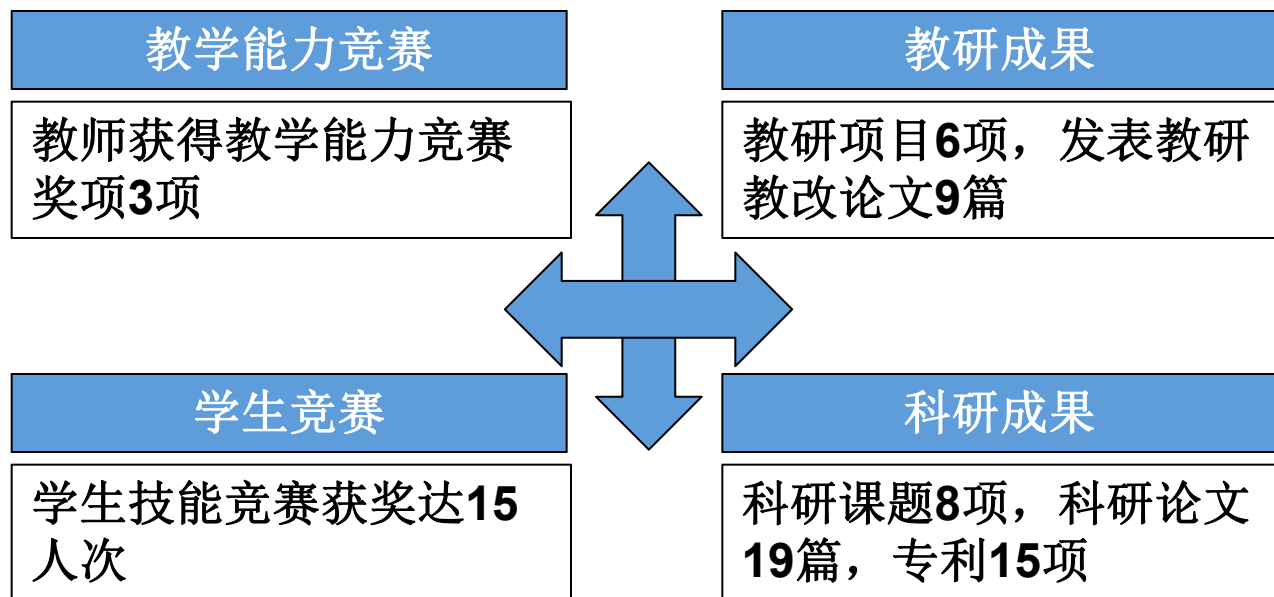 教学能力竞赛
教师获得教学能力竞赛
奖项3项
教研成果
教研项目6项，发表教研
教改论文9篇
学生竞赛
学生技能竞赛获奖达15
人次
科研成果
科研课题8项，科研论文
19篇，专利15项